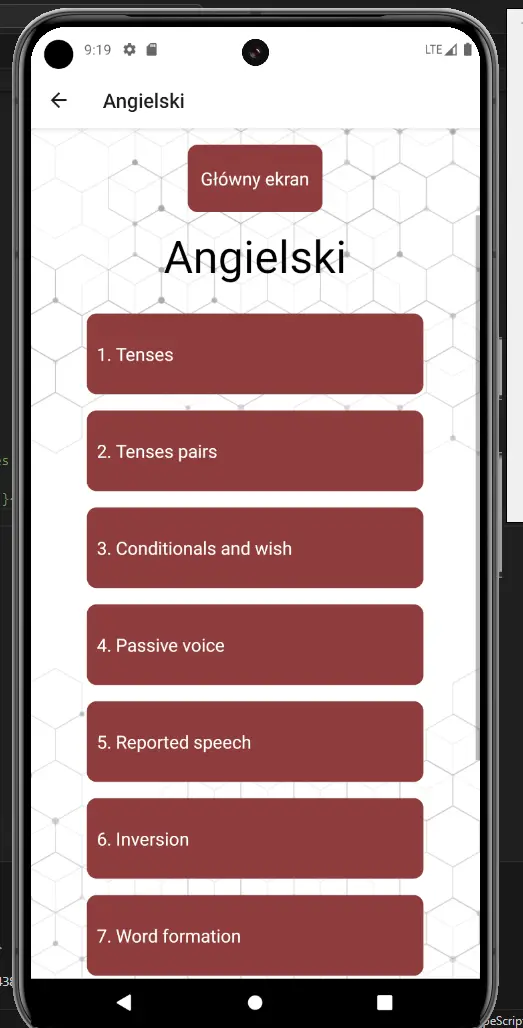 9:19
LTE
Angielski
Główny ekran
Angielski
1. Tenses
2. Tenses pairs
3. Conditionals and wish
4. Passive voice
5. Reported speech
6. Inversion
7. Word formation